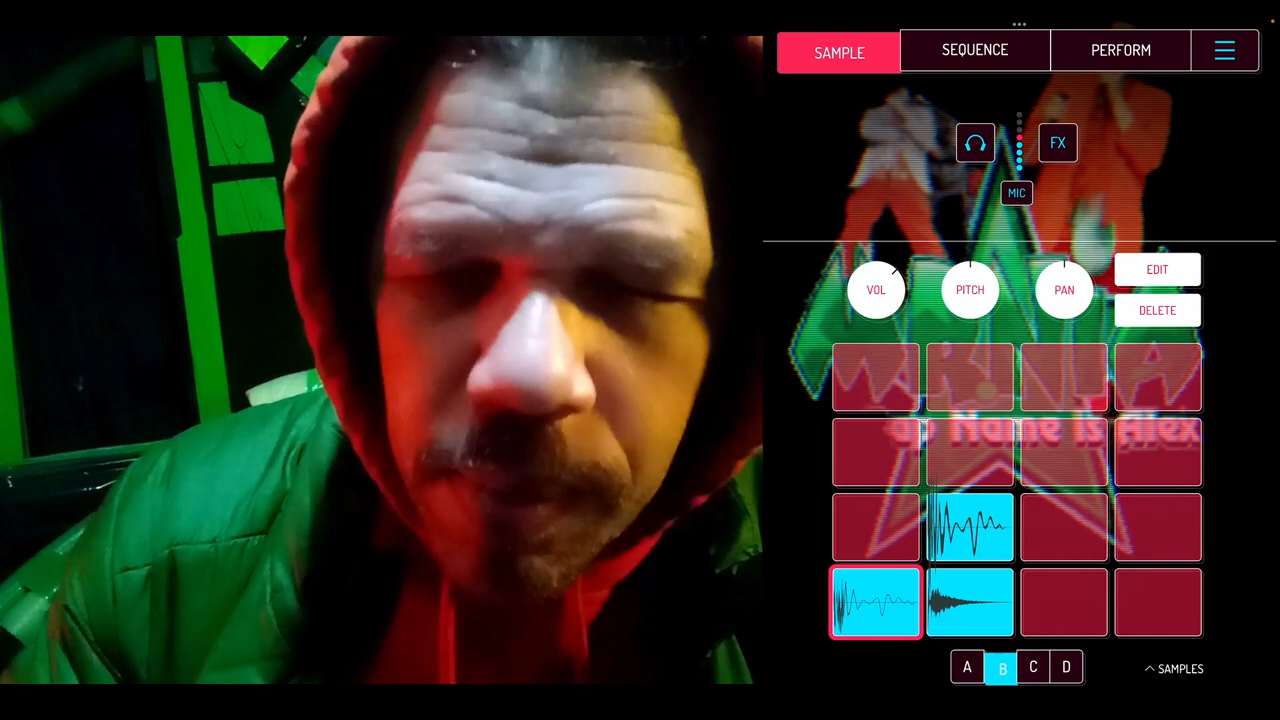 SAMPLE SEQUENCE PERFORM
FX
MIC
VOL PITCH PAN EDIT
DELETE
Name Is Alex
A B C D SAMPLES